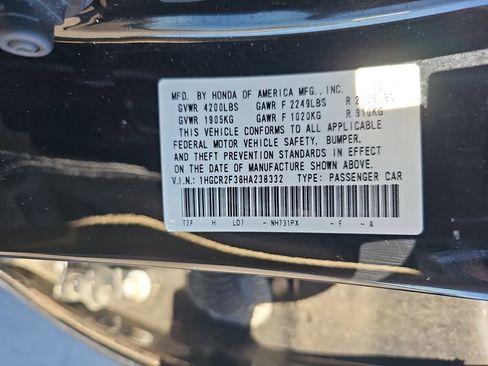 MFD. BY HONDA OF AMERICA MFG., INC.
GVWR 4200LBS GAWR F 2249LBS R
GVWR 1905KG GAWR F 1020KG R 910KG
THIS VEHICLE CONFORMS TO ALL APPLICABLE
FEDERAL MOTOR VEHICLE SAFETY, BUMPER,
AND THEFT PREVENTION STANDARDS IN EFFECT
ON THE DATE OF MANUFACTURE SHOWN ABOVE.
V.I.N.: 1HGCR2F38HA238332 TYPE: PASSENGER CAR
T2F H LD7 - NH731PX - F - A